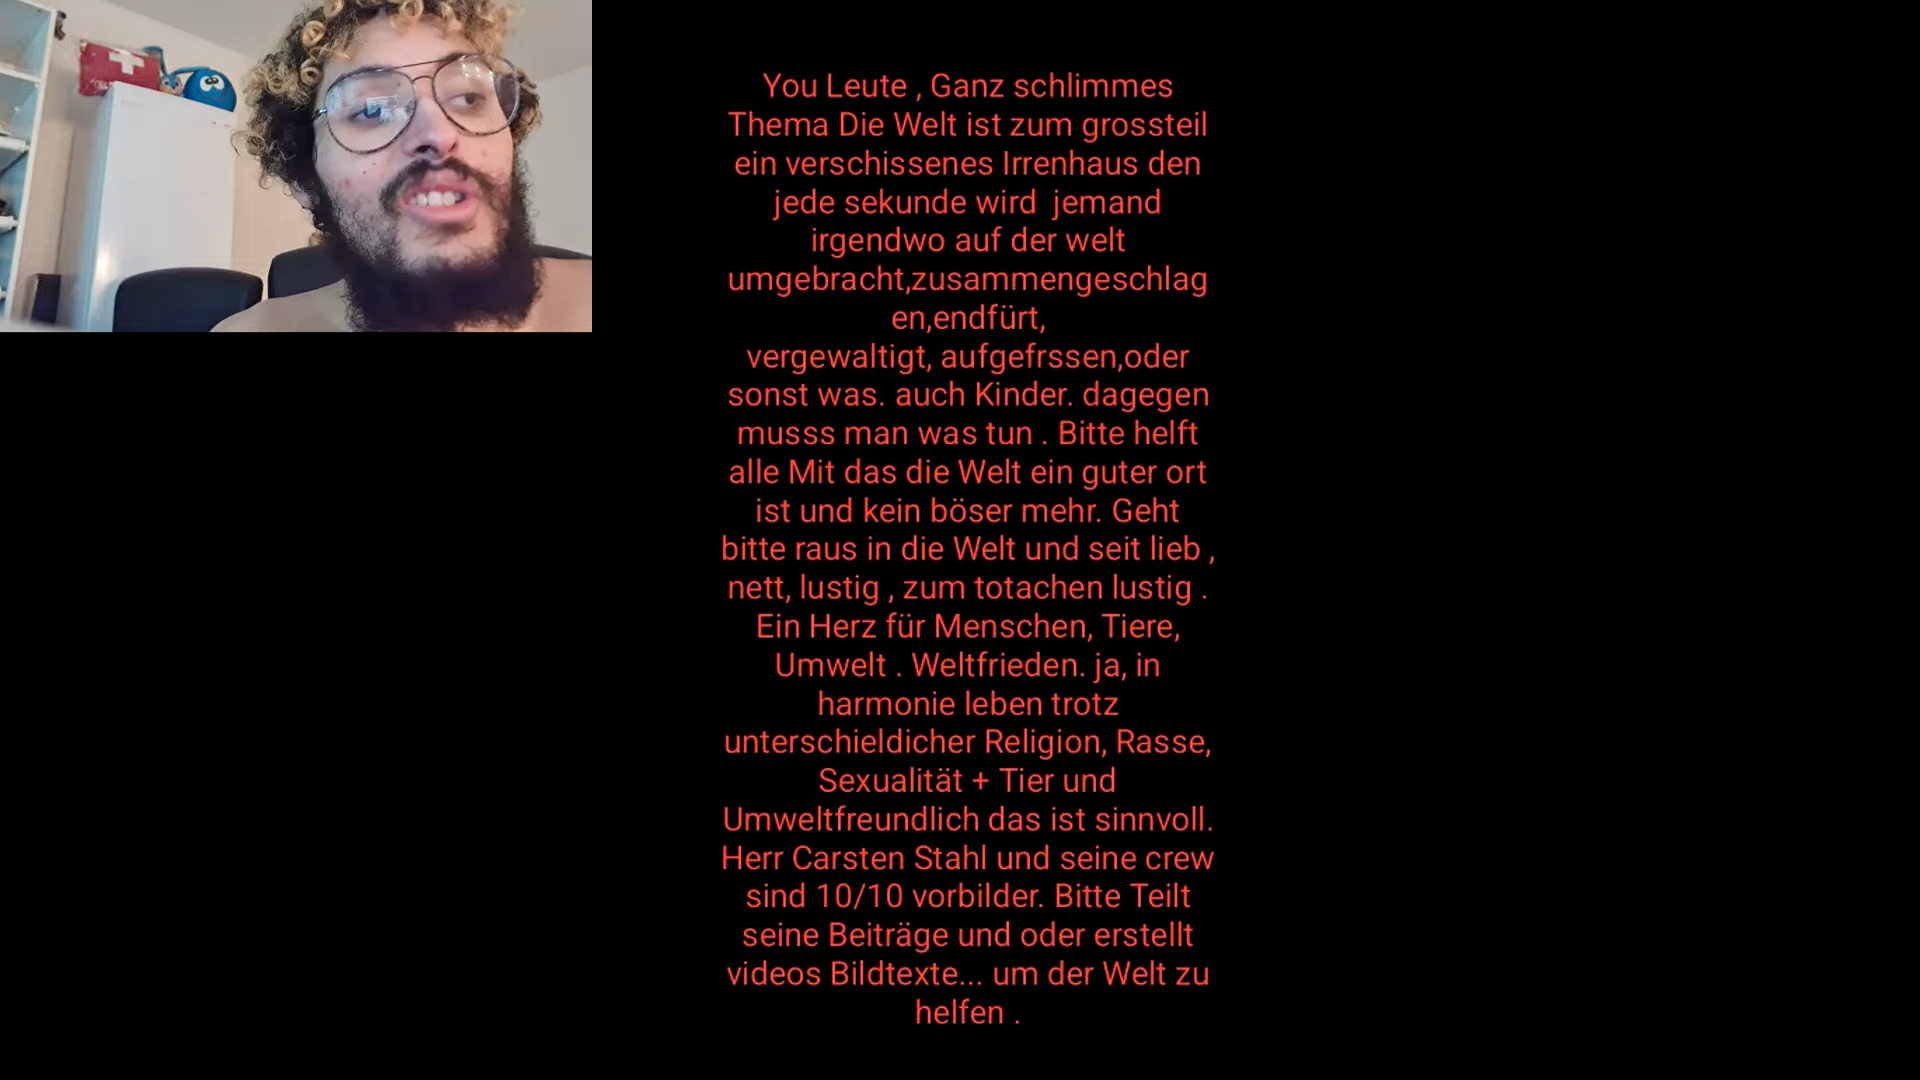 You Leute , Ganz schlimmes
Thema Die Welt ist zum grossteil
ein verschissenes Irrenhaus den
jede sekunde wird  jemand
irgendwo auf der welt
umgebracht,zusammengeschlag
en,endfürt,
vergewaltigt, aufgefrssen,oder
sonst was. auch Kinder. dagegen
musss man was tun . Bitte helft
alle Mit das die Welt ein guter ort
ist und kein böser mehr. Geht
bitte raus in die Welt und seit lieb ,
nett, lustig , zum totachen lustig .
Ein Herz für Menschen, Tiere,
Umwelt . Weltfrieden. ja, in
harmonie leben trotz
unterschieldicher Religion, Rasse,
Sexualität + Tier und
Umweltfreundlich das ist sinnvoll.
Herr Carsten Stahl und seine crew
sind 10/10 vorbilder. Bitte Teilt
seine Beiträge und oder erstellt
videos Bildtexte... um der Welt zu
helfen .